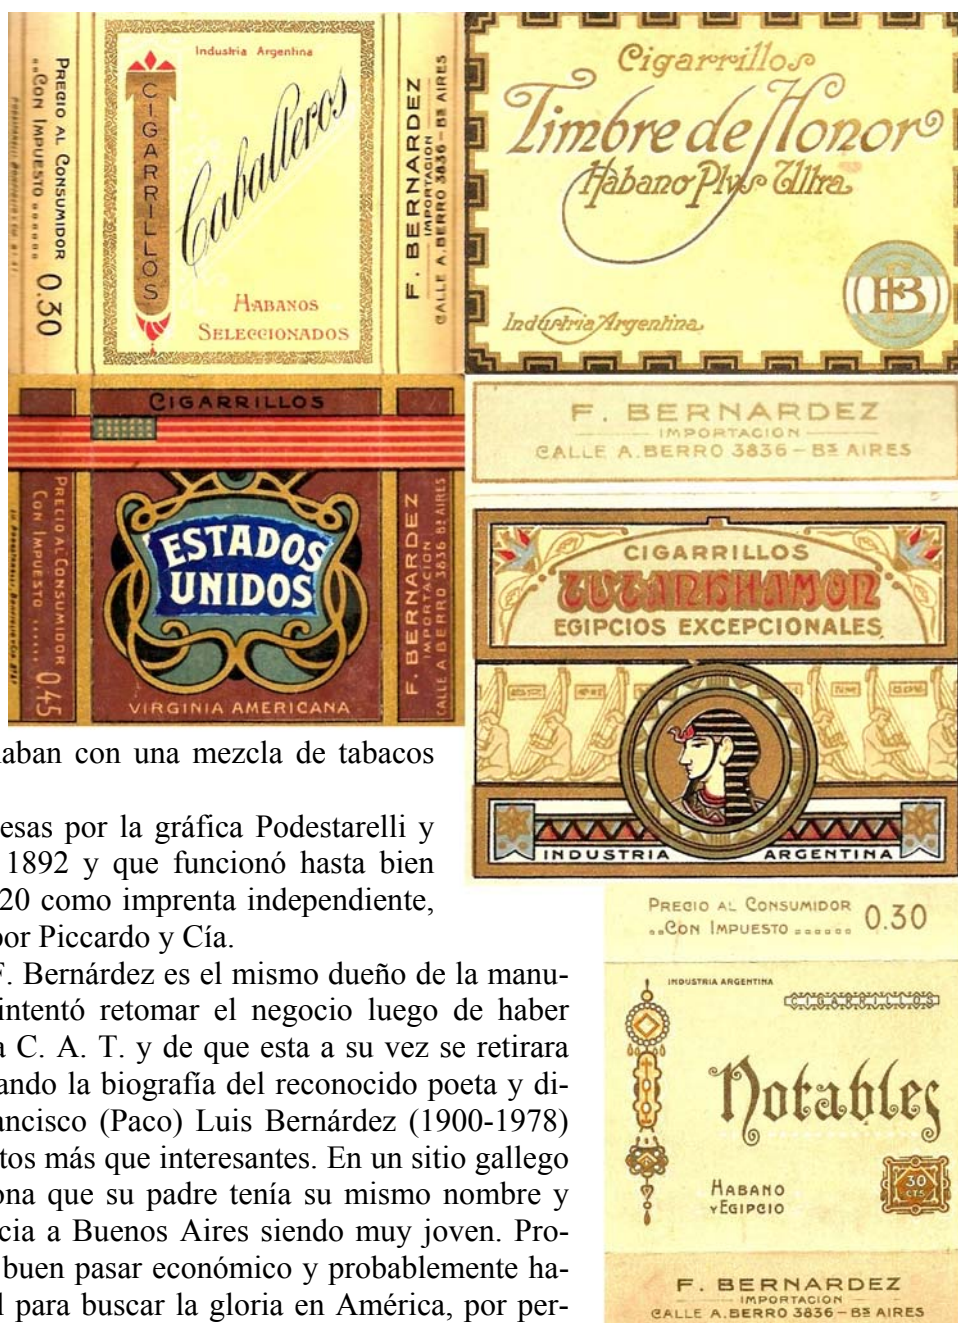 Industria Argentina
CIGARRILLOS
Caballeros
HABANOS
SELECCIONADOS
PRECIO AL CONSUMIDOR
CON IMPUESTO ...... 0.30
F. BERNARDEZ
IMPORTACION
CALLE A. BERRO 3836 - Bs AIRES
Cigarrillos
Timbre de Honor
Habano Plus Ultra
Industria Argentina
FB
CIGARRILLOS
ESTADOS
UNIDOS
VIRGINIA AMERICANA
PRECIO AL CONSUMIDOR
CON IMPUESTO ...... 0.45
F. BERNARDEZ
IMPORTACION
CALLE A BERRO 3836 Bs AIRES
F. BERNARDEZ
IMPORTACION
CALLE A. BERRO 3836 - Bs AIRES
CIGARRILLOS
TUTANKHAMON
EGIPCIOS EXCEPCIONALES
INDUSTRIA ARGENTINA
aban con una mezcla de tabacos
esas por la gráfica Podestarelli y
1892 y que funcionó hasta bien
20 como imprenta independiente,
por Piccardo y Cía.
F. Bernárdez es el mismo dueño de la manu-
intentó retomar el negocio luego de haber
a C. A. T. y de que esta a su vez se retirara
ando la biografía del reconocido poeta y di-
ancisco (Paco) Luis Bernárdez (1900-1978)
tos más que interesantes. En un sitio gallego
ona que su padre tenía su mismo nombre y
cia a Buenos Aires siendo muy joven. Pro-
buen pasar económico y probablemente ha-
l para buscar la gloria en América, por per-
PRECIO AL CONSUMIDOR
CON IMPUESTO ...... 0.30
INDUSTRIA ARGENTINA
CIGARRILLOS
Notables
HABANO
Y EGIPCIO
30
CTS.
F. BERNARDEZ
IMPORTACION
CALLE A. BERRO 3836 - Bs AIRES